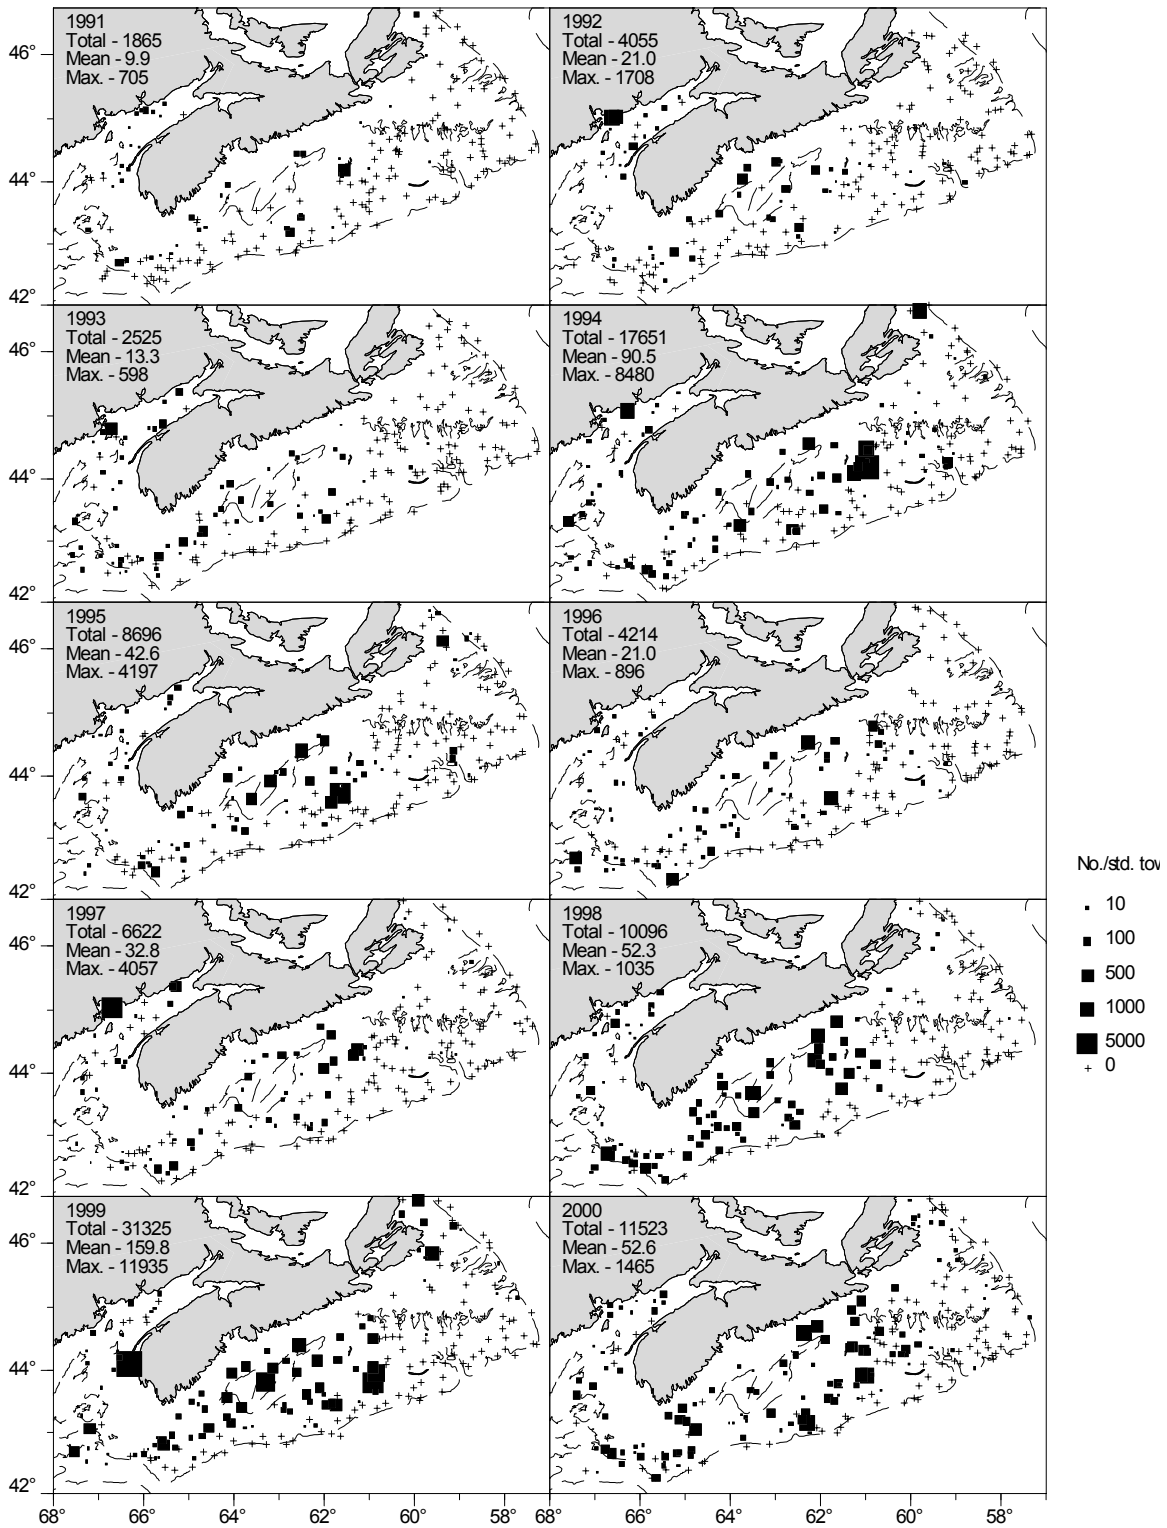 1991
Total - 1865
Mean - 9.9
Max. - 705
1992
Total - 4055
Mean - 21.0
Max. - 1708
46°
44°
42°
1993
Total - 2525
Mean - 13.3
Max. - 598
1994
Total - 17651
Mean - 90.5
Max. - 8480
46°
44°
42°
1995
Total - 8696
Mean - 42.6
Max. - 4197
1996
Total - 4214
Mean - 21.0
Max. - 896
46°
44°
42°
No./std. tow
10
100
500
1000
5000
0
1997
Total - 6622
Mean - 32.8
Max. - 4057
1998
Total - 10096
Mean - 52.3
Max. - 1035
46°
44°
42°
1999
Total - 31325
Mean - 159.8
Max. - 11935
2000
Total - 11523
Mean - 52.6
Max. - 1465
46°
44°
42°
68° 66° 64° 62° 60° 58° 68° 66° 64° 62° 60° 58°